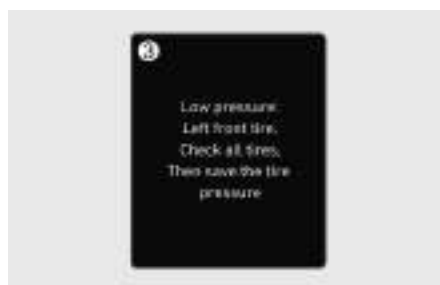 Low pressure
Left front tire.
Check all tires,
Then save the tire
pressure